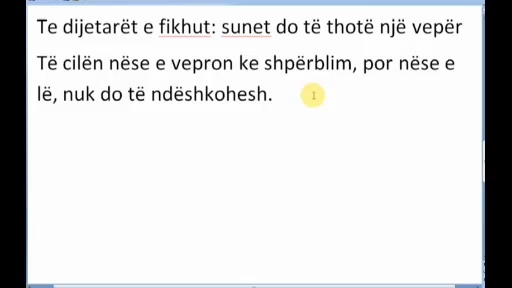 Te dijetarët e fikhut: sunet do të thotë një vepër
Të cilën nëse e vepron ke shpërblim, por nëse e
lë, nuk do të ndëshkohesh.